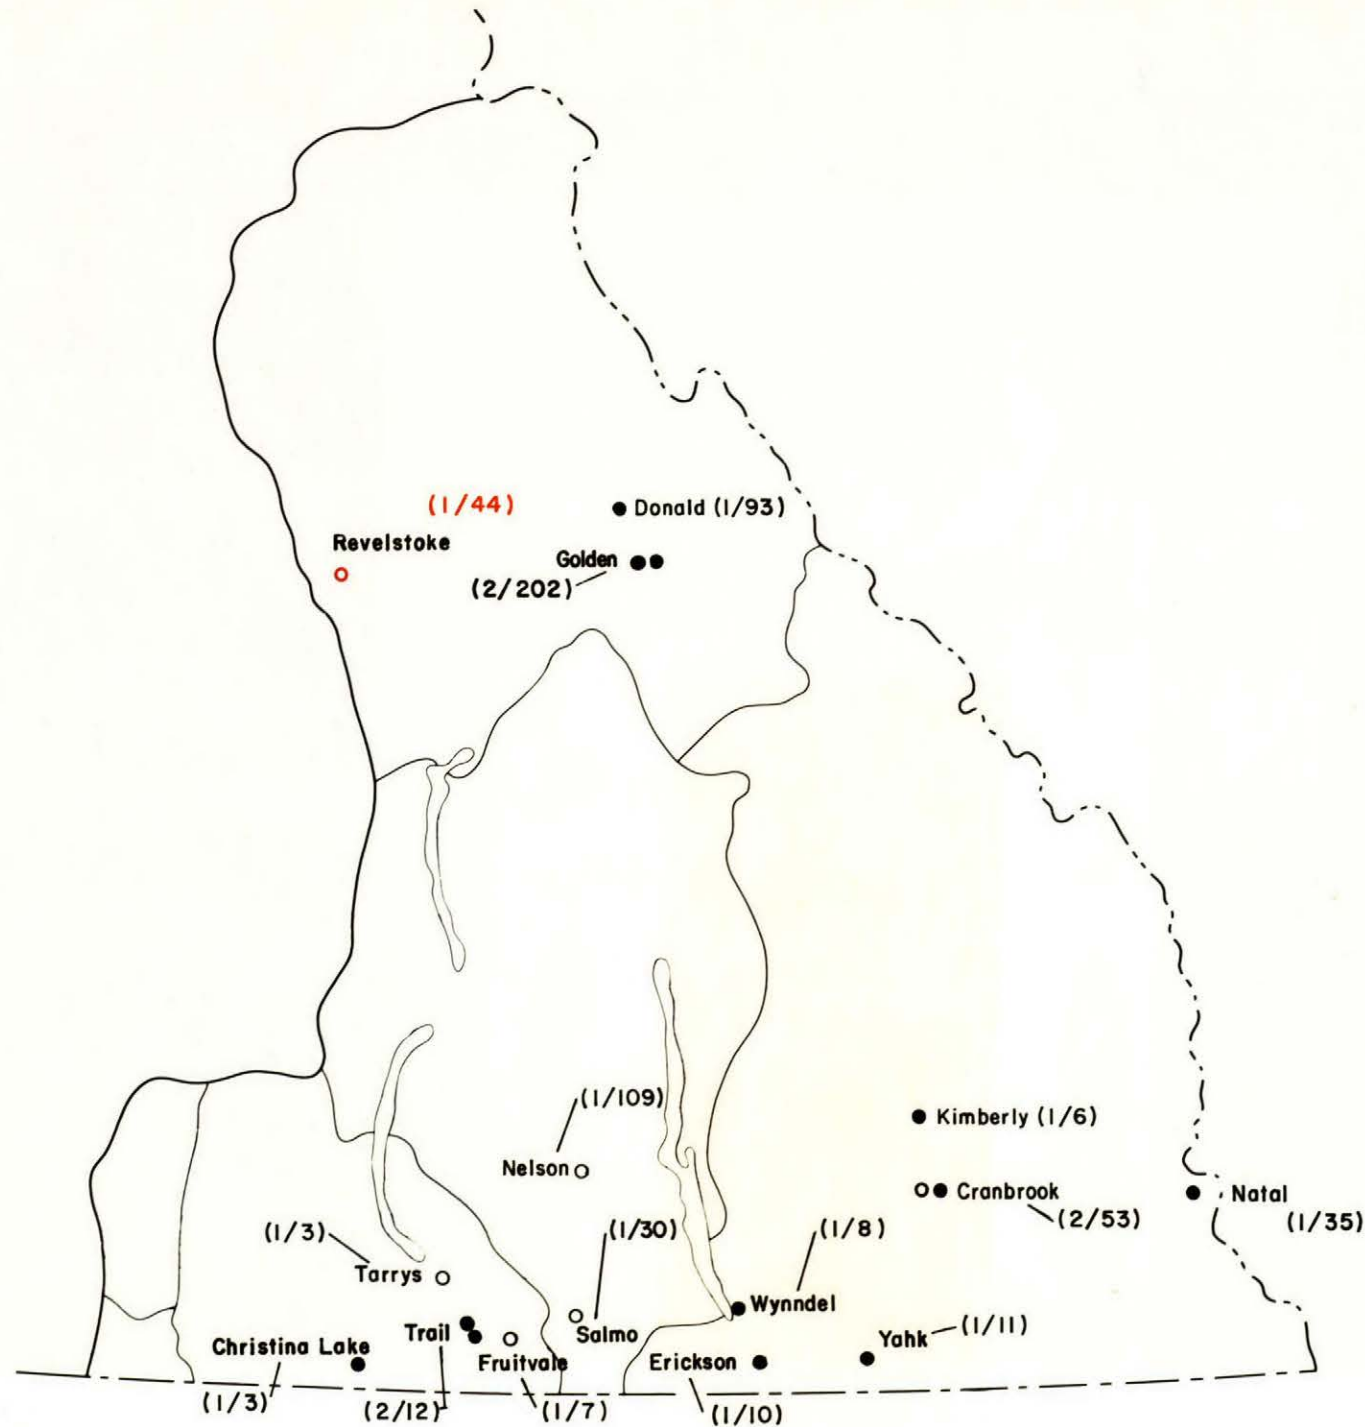 (1/44)
Donald (1/93)
Revelstoke
Golden
(2/202)
(1/109)
Kimberly (1/6)
Nelson
Cranbrook
Natal
(2/53)
(1/35)
(1/3)
(1/30)
(1/8)
Tarrys
Wynndel
Salmo
Trail
Yahk
(1/11)
Christina Lake
Fruitvale
Erickson
(1/3)
(2/12)
(1/7)
(1/10)